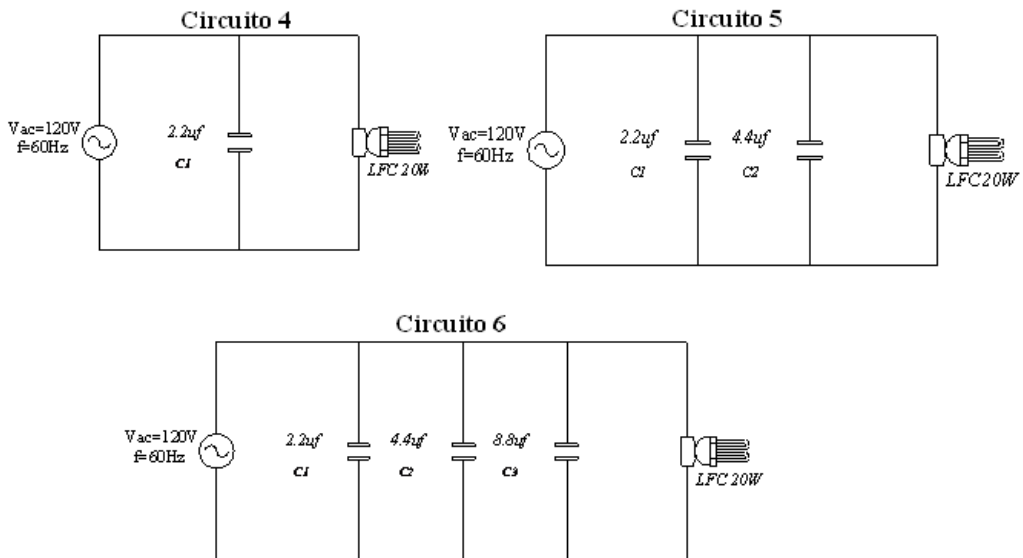 Circuito 4
Vac=120V
f=60Hz
2.2uf
C1
LFC 20W
Circuito 5
Vac=120V
f=60Hz
2.2uf
C1
4.4uf
C2
LFC20W
Circuito 6
Vac=120V
f=60Hz
2.2uf
C1
4.4uf
C2
8.8uf
C3
LFC 20W